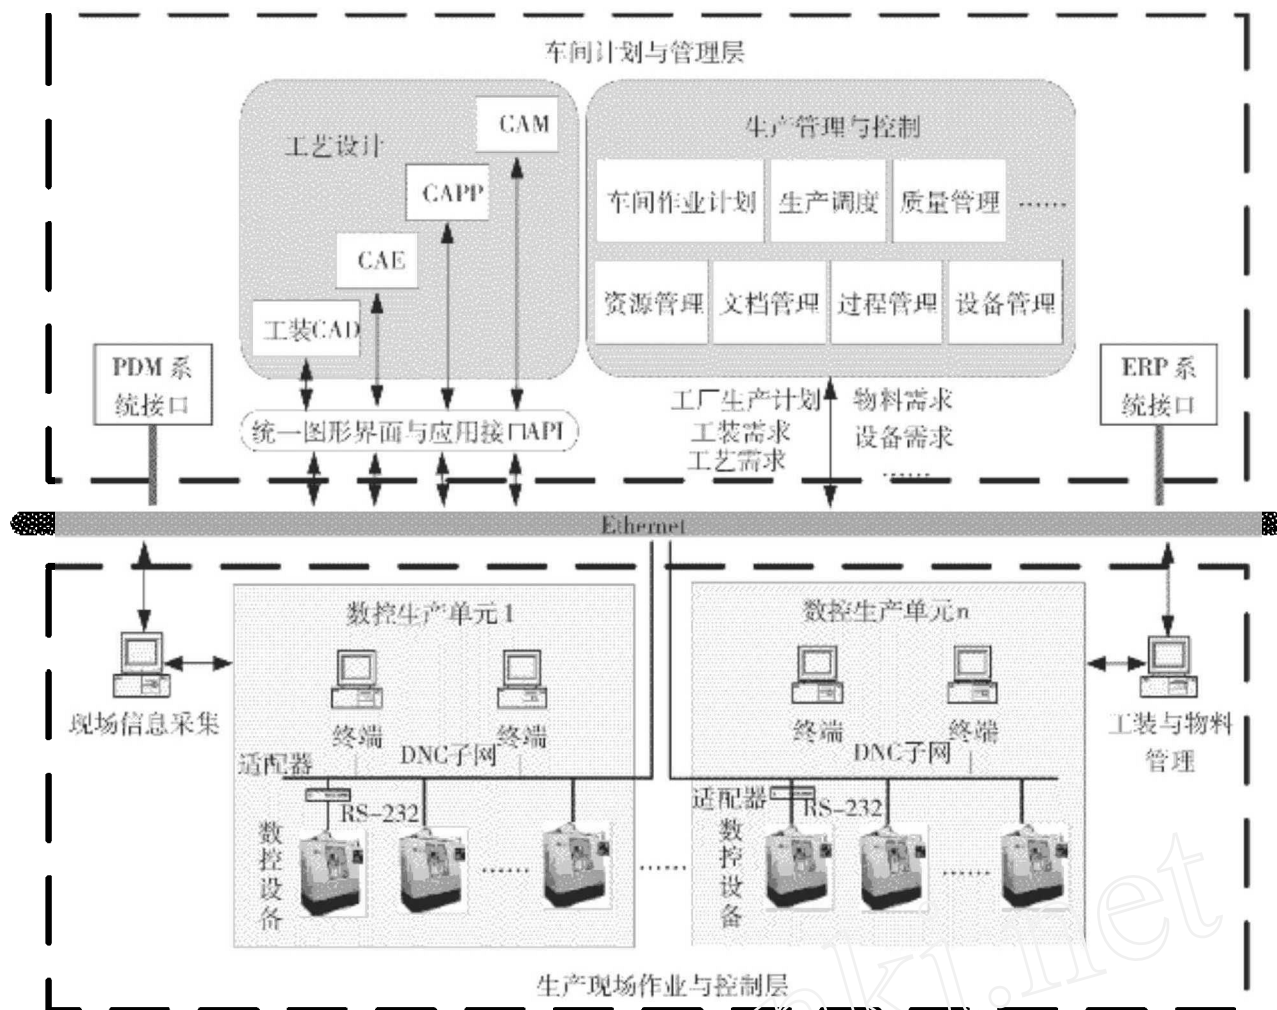 车间计划与管理层
工艺设计
CAM
CAPP
CAE
工装CAD
生产管理与控制
车间作业计划
生产调度
质量管理
……
资源管理
文档管理
过程管理
设备管理
PDM 系
统接口
统一图形界面与应用接口API
工厂生产计划
工装需求
工艺需求
物料需求
设备需求
……
ERP 系
统接口
Ethernet
数控生产单元1
终端
终端
DNC子网
适配器
RS-232
数控设备
……
现场信息采集
……
数控生产单元n
终端
终端
DNC子网
适配器
RS-232
数控设备
……
工装与物料
管理
生产现场作业与控制层